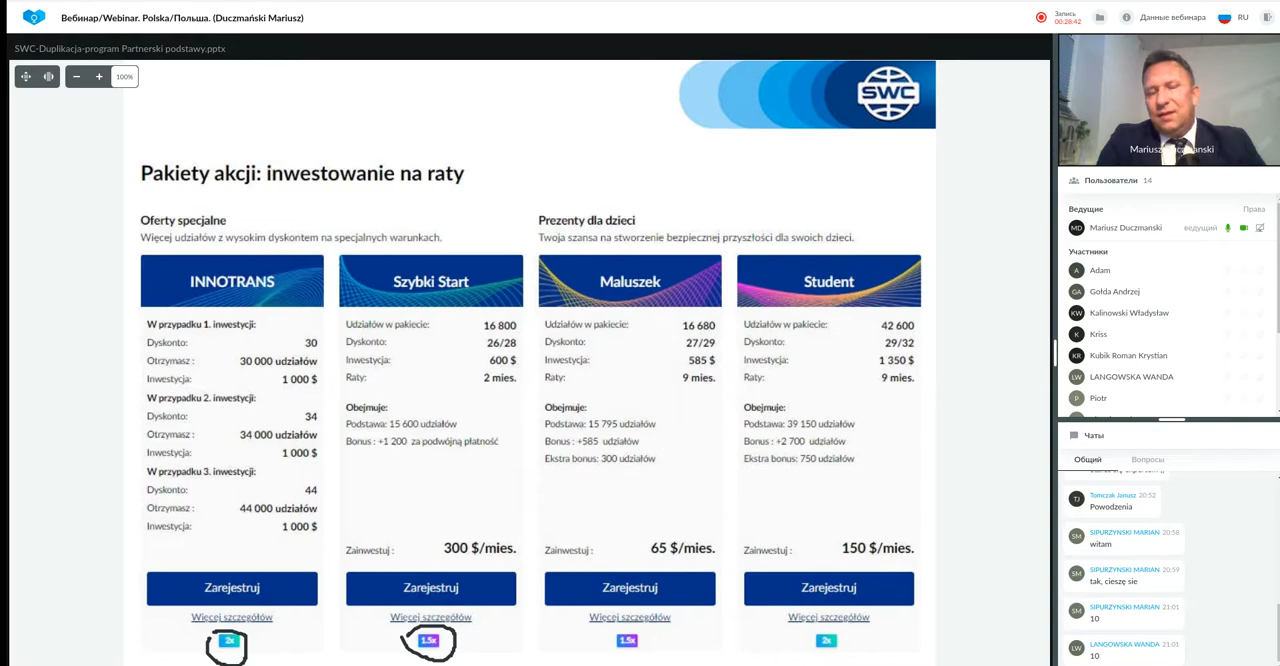 Вебинар/Webinar. Polska/Польша. (Duczmański Mariusz)
Запись
00:28:42
Данные вебинара
RU
SWC-Duplikacja-program Partnerski podstawy.pptx
100%
SWC
Mariusz Duczmanski
Pakiety akcji: inwestowanie na raty
Oferty specjalne
Więcej udziałów z wysokim dyskontem na specjalnych warunkach.
Prezenty dla dzieci
Twoja szansa na stworzenie bezpiecznej przyszłości dla swoich dzieci.
INNOTRANS
W przypadku 1. inwestycji:
Dyskonto: 30
Otrzymasz : 30 000 udziałów
Inwestycja: 1 000 $
W przypadku 2. inwestycji:
Dyskonto: 34
Otrzymasz : 34 000 udziałów
Inwestycja: 1 000 $
W przypadku 3. inwestycji:
Dyskonto: 44
Otrzymasz : 44 000 udziałów
Inwestycja: 1 000 $
Zarejestruj
Więcej szczegółów
2x
Szybki Start
Udziałów w pakiecie: 16 800
Dyskonto: 26/28
Inwestycja: 600 $
Raty: 2 mies.
Obejmuje:
Podstawa: 15 600 udziałów
Bonus : +1 200 za podwójną płatność
Zainwestuj : 300 $/mies.
Zarejestruj
Więcej szczegółów
1.5x
Maluszek
Udziałów w pakiecie: 16 680
Dyskonto: 27/29
Inwestycja: 585 $
Raty: 9 mies.
Obejmuje:
Podstawa: 15 795 udziałów
Bonus : +585 udziałów
Ekstra bonus: 300 udziałów
Zainwestuj : 65 $/mies.
Zarejestruj
Więcej szczegółów
1.5x
Student
Udziałów w pakiecie: 42 600
Dyskonto: 29/32
Inwestycja: 1 350 $
Raty: 9 mies.
Obejmuje:
Podstawa: 39 150 udziałów
Bonus : +2 700 udziałów
Ekstra bonus: 750 udziałów
Zainwestuj : 150 $/mies.
Zarejestruj
Więcej szczegółów
2x
Пользователи 14
Ведущие Права
MD Mariusz Duczmanski ведущий
Участники
A Adam
GA Gołda Andrzej
KW Kalinowski Władysław
K Kriss
KR Kubik Roman Krystian
LW LANGOWSKA WANDA
P Piotr
Чаты
Общий Вопросы
TJ Tomczak Janusz 20:52
Powodzenia
SM SIPURZYNSKI MARIAN 20:58
witam
SM SIPURZYNSKI MARIAN 20:59
tak, cieszę sie
SM SIPURZYNSKI MARIAN 21:01
10
LW LANGOWSKA WANDA 21:01
10